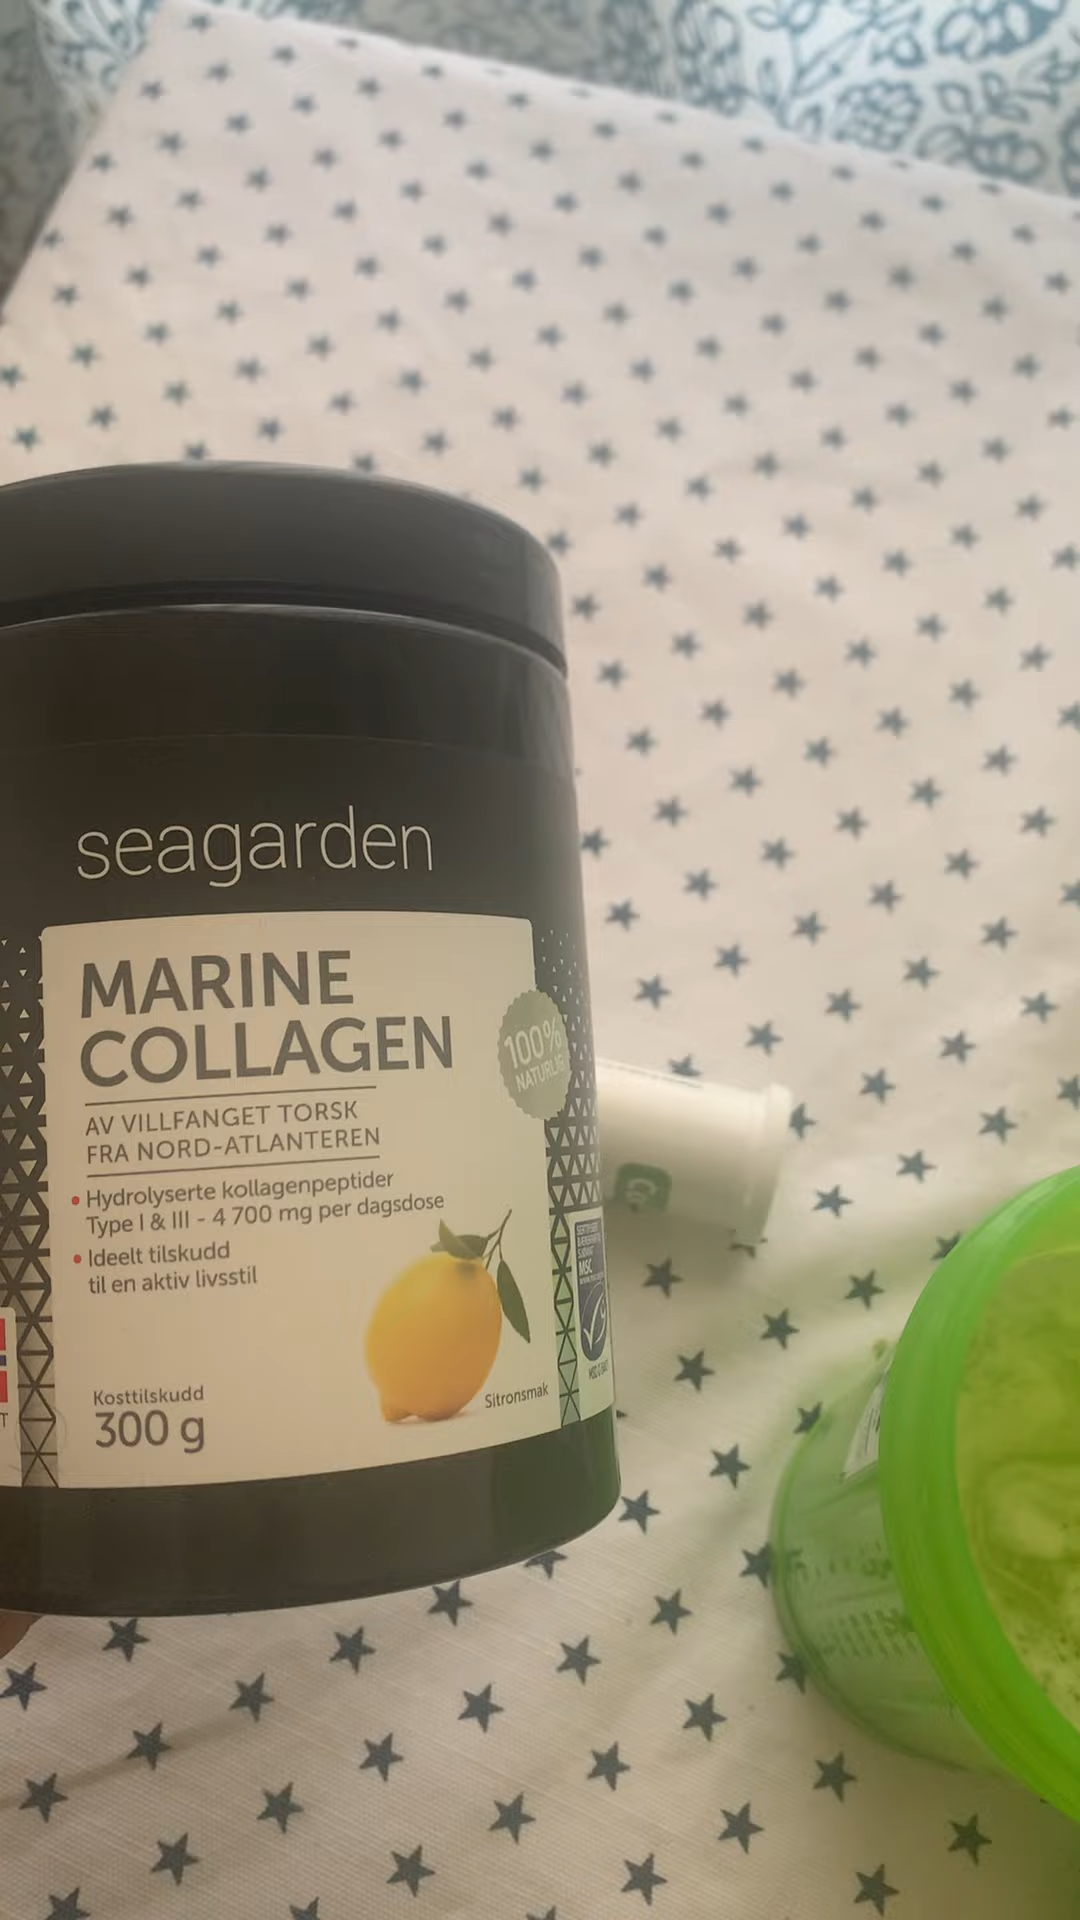 seagarden
MARINE
COLLAGEN
100%
NATURLIG
AV VILLFANGET TORSK
FRA NORD-ATLANTEREN
• Hydrolyserte kollagenpeptider
Type I & III - 4 700 mg per dagsdose
• Ideelt tilskudd
til en aktiv livsstil
MSC
Kosttilskudd
300 g
Sitronsmak
T